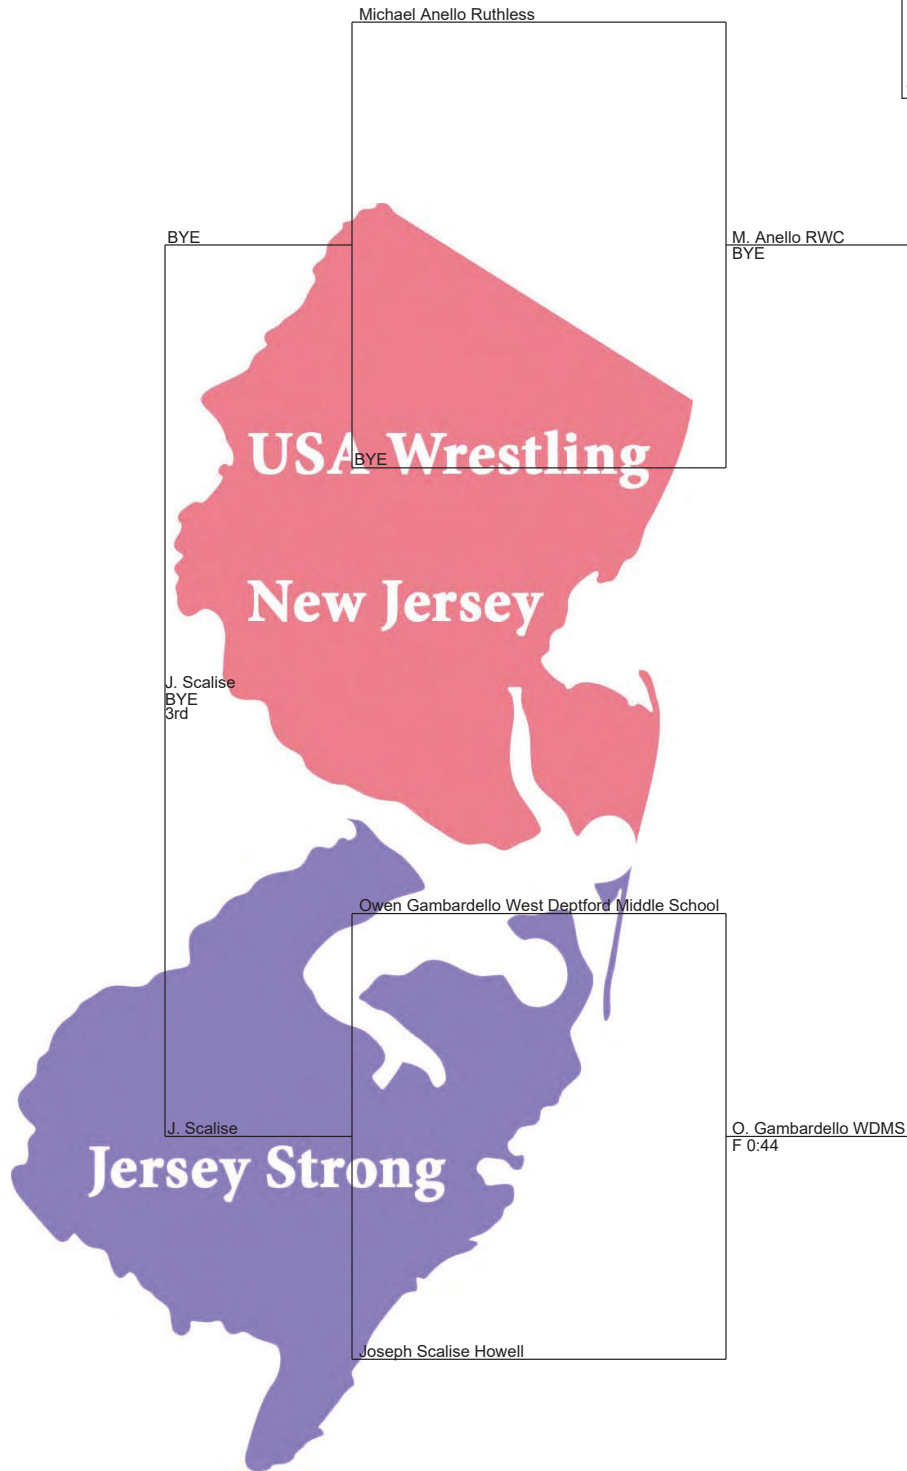 Michael Anello Ruthless
BYE
M. Anello RWC
BYE
USA Wrestling
BYE
New Jersey
J. Scalise
BYE
3rd
Owen Gambardello West Deptford Middle School
J. Scalise
O. Gambardello WDMS
F 0:44
Jersey Strong
Joseph Scalise Howell